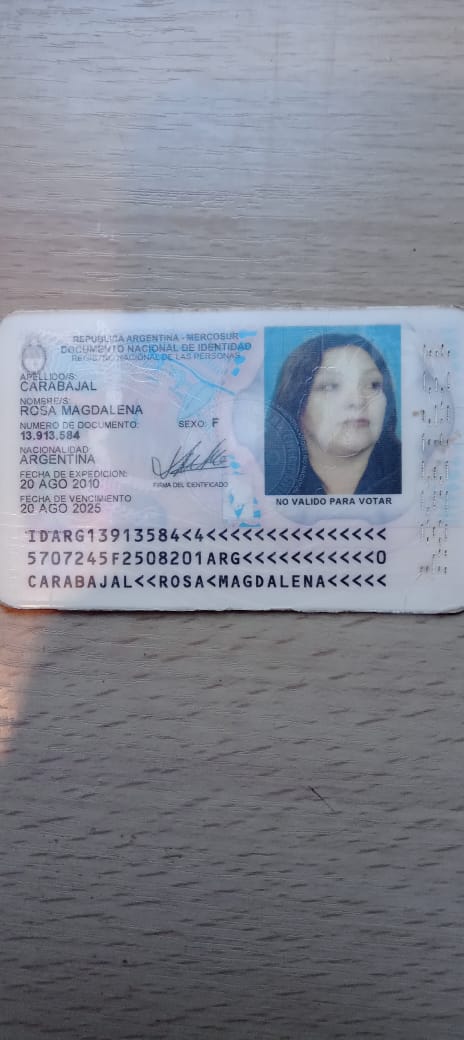 REPUBLICA ARGENTINA - MERCOSUR
DOCUMENTO NACIONAL DE IDENTIDAD
REGISTRO NACIONAL DE LAS PERSONAS
APELLIDO/S:
CARABAJAL
NOMBRE/S:
ROSA MAGDALENA
NUMERO DE DOCUMENTO: SEXO: F
13.913.584
NACIONALIDAD
ARGENTINA
FECHA DE EXPEDICION:
20 AGO 2010
FIRMA DEL IDENTIFICADO
FECHA DE VENCIMIENTO
20 AGO 2025
NO VALIDO PARA VOTAR
IDARG13913584<4<<<<<<<<<<<<<<<
5707245F2508201ARG<<<<<<<<<<<0
CARABAJAL<<ROSA<MAGDALENA<<<<<